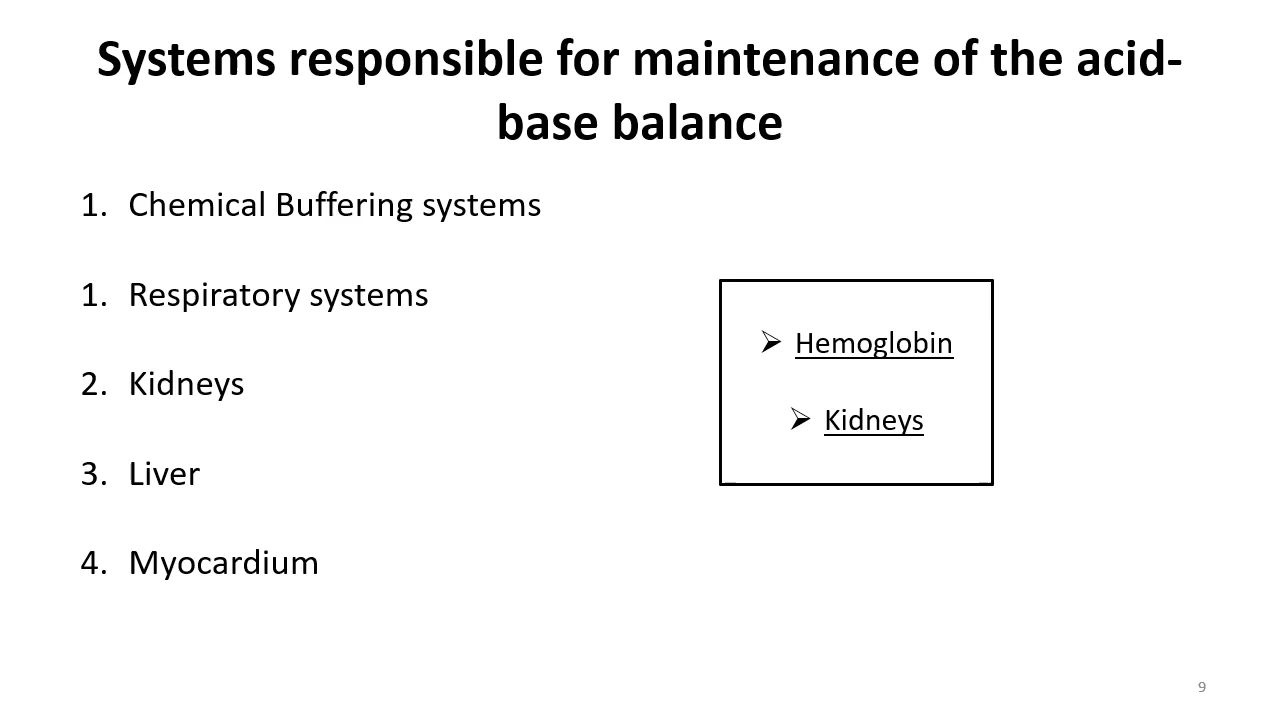 Systems responsible for maintenance of the acid-
base balance
1. Chemical Buffering systems
1. Respiratory systems
2. Kidneys
3. Liver
4. Myocardium
➢ Hemoglobin
➢ Kidneys
9